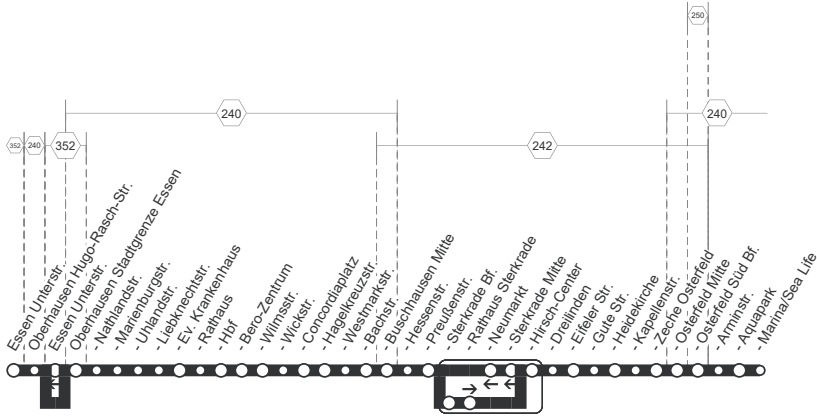 250
240
240
352
240
352
242
Essen Unterstr.
Oberhausen Hugo-Rasch-Str.
Essen Unterstr.
Oberhausen Stadtgrenze Essen
- Nathlandstr.
- Marienburgstr.
- Uhlandstr.
- Liebknechtstr.
- Ev. Krankenhaus
- Rathaus
- Hbf
- Bero-Zentrum
- Wilmsstr.
- Wickstr.
- Concordiaplatz
- Hagelkreuzstr.
- Westmarkstr.
- Bachstr.
- Buschhausen Mitte
- Hessenstr.
- Preußenstr.
- Sterkrade Bf.
- Rathaus Sterkrade
- Neumarkt
- Sterkrade Mitte
- Hirsch-Center
- Dreilinden
- Eifeler Str.
- Gute Str.
- Heidekirche
- Kapellenstr.
- Zeche Osterfeld
- Osterfeld Mitte
- Osterfeld Süd Bf.
- Arminstr.
- Aquapark
- Marina/Sea Life